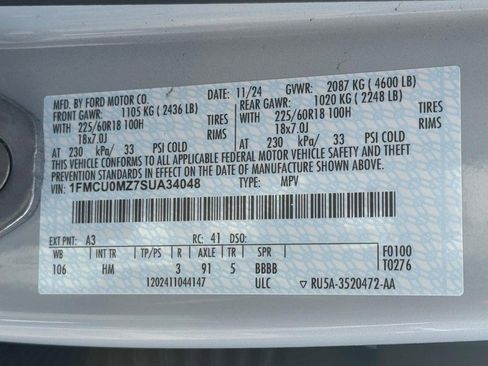 MFD. BY FORD MOTOR CO. DATE: 11/24 GVWR: 2087 KG ( 4600 LB)
FRONT GAWR: 1105 KG ( 2436 LB) REAR GAWR: 1020 KG ( 2248 LB)
WITH 225/60R18 100H TIRES WITH 225/60R18 100H TIRES
18x7.0J RIMS 18x7.0J RIMS
AT 230 kPa/ 33 PSI COLD AT 230 kPa/ 33 PSI COLD
THIS VEHICLE CONFORMS TO ALL APPLICABLE FEDERAL MOTOR VEHICLE SAFETY AND THEFT
PREVENTION STANDARDS IN EFFECT ON THE DATE OF MANUFACTURE SHOWN ABOVE.
VIN: 1FMCU0MZ7SUA34048 TYPE: MPV
EXT PNT: A3 RC: 41 DSO:
WB INT TR TP/PS R AXLE TR SPR F0100
106 HM 3 91 5 BBBB T0276
1202411044147 ULC ▽ RU5A-3520472-AA